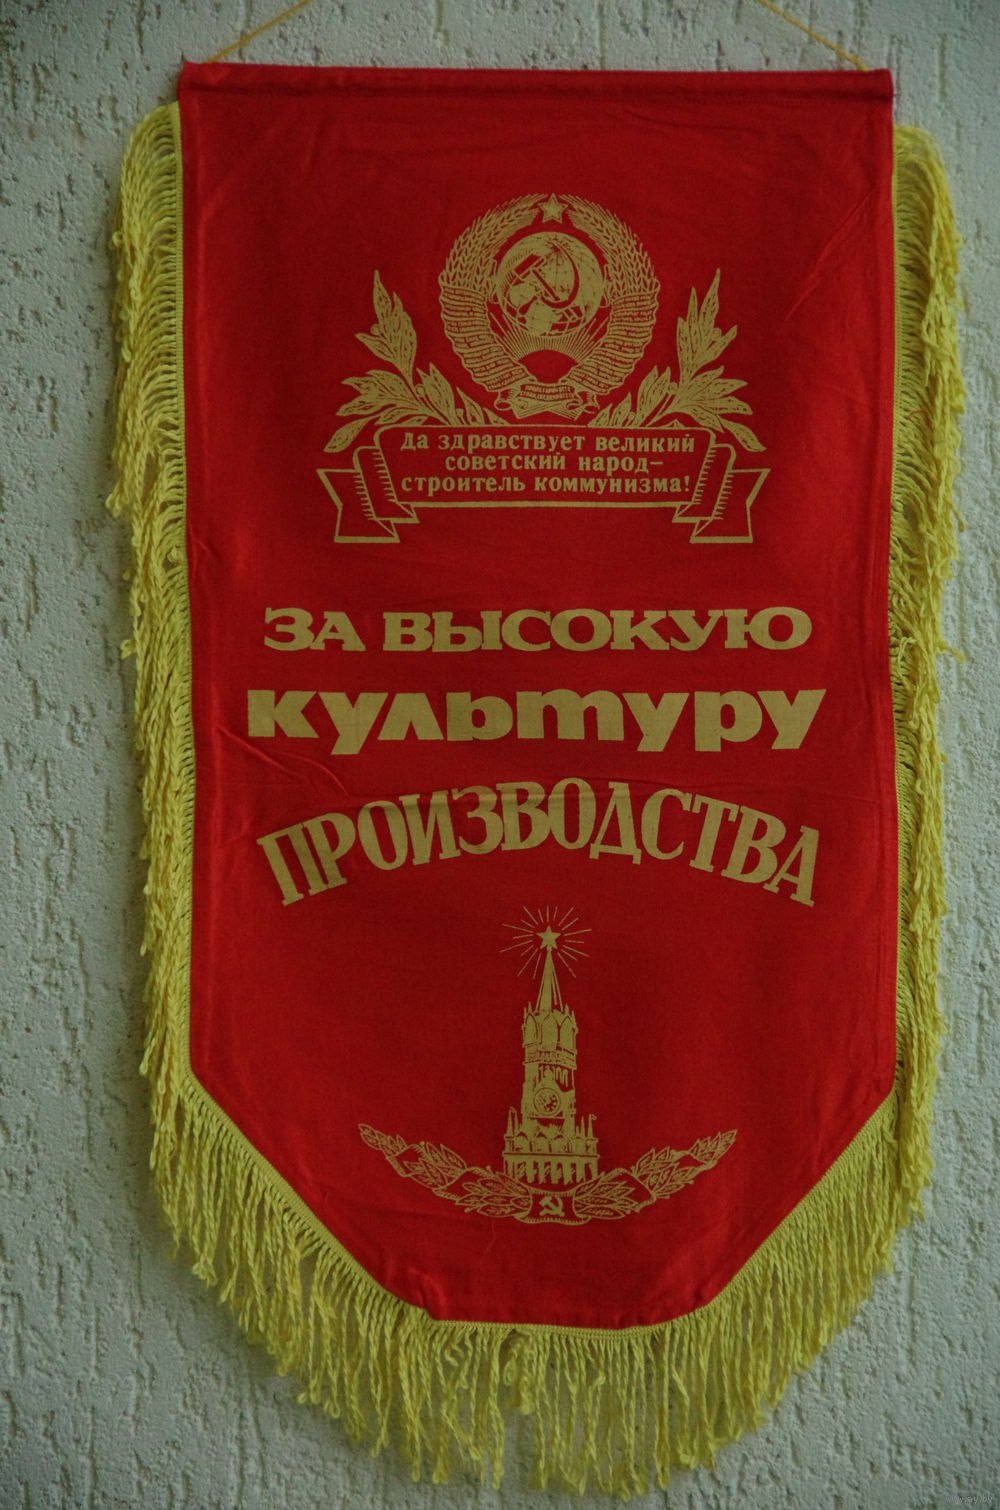 Да здравствует великий
советский народ–
строитель коммунизма!
ЗА ВЫСОКУЮ
культуру
ПРОИЗВОДСТВА